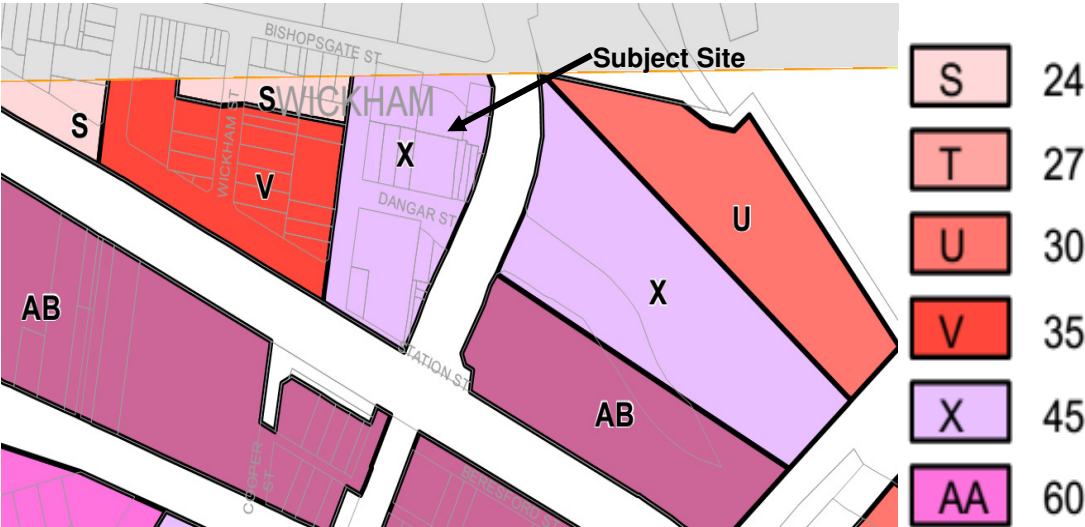 BISHOPSGATE ST
Subject Site
S
WICKHAM
S
WICKHAM ST
V
X
DANGAR ST
U
X
AB
STATION ST
AB
COOPER ST
BERESFORD ST
S 24
T 27
U 30
V 35
X 45
AA 60